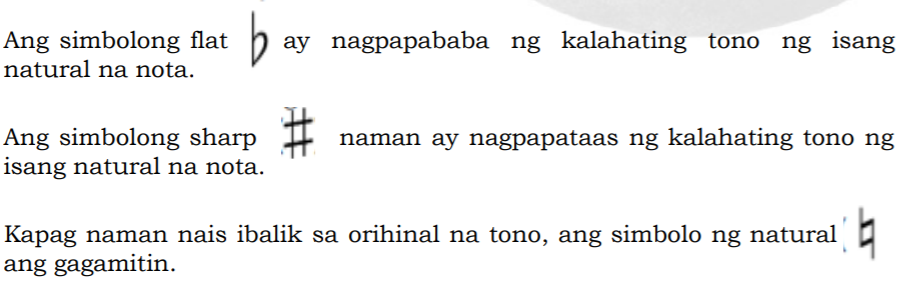 Ang simbolong flat ♭ ay nagpapababa ng kalahating tono ng isang
natural na nota.
Ang simbolong sharp ♯ naman ay nagpapataas ng kalahating tono ng
isang natural na nota.
Kapag naman nais ibalik sa orihinal na tono, ang simbolo ng natural ♮
ang gagamitin.